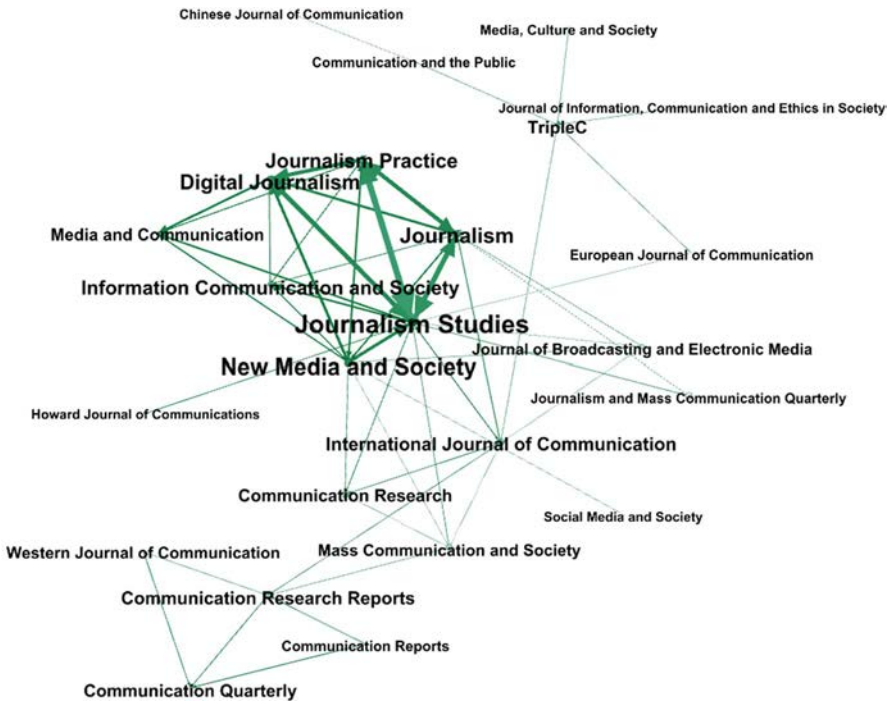 Chinese Journal of Communication
Media, Culture and Society
Communication and the Public
Journal of Information, Communication and Ethics in Society
TripleC
Journalism Practice
Digital Journalism
Media and Communication
Journalism
European Journal of Communication
Information Communication and Society
Journalism Studies
Journal of Broadcasting and Electronic Media
New Media and Society
Journalism and Mass Communication Quarterly
Howard Journal of Communications
International Journal of Communication
Communication Research
Social Media and Society
Western Journal of Communication
Mass Communication and Society
Communication Research Reports
Communication Reports
Communication Quarterly